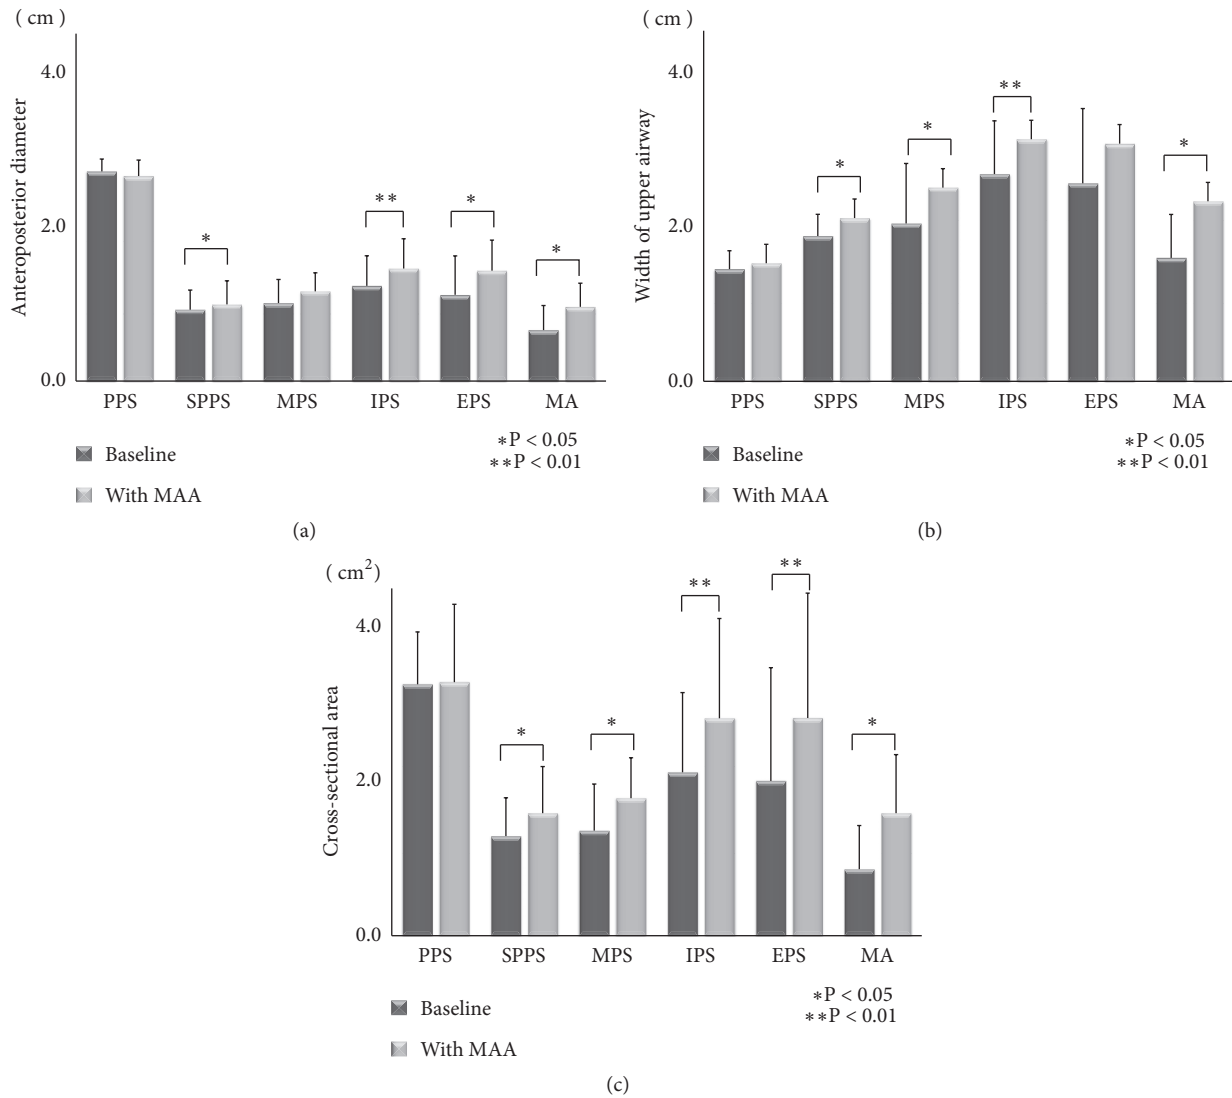 ( cm )
4.0
2.0
0.0
Anteroposterior diameter
*
**
*
*
PPS SPPS MPS IPS EPS MA
Baseline
With MAA
*P < 0.05
**P < 0.01
(a)
( cm )
4.0
2.0
0.0
Width of upper airway
*
*
**
*
PPS SPPS MPS IPS EPS MA
Baseline
With MAA
*P < 0.05
**P < 0.01
(b)
( cm2)
4.0
2.0
0.0
Cross-sectional area
*
*
**
**
*
PPS SPPS MPS IPS EPS MA
Baseline
With MAA
*P < 0.05
**P < 0.01
(c)